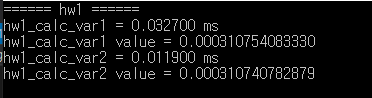 ====== hw1 ======
hw1_calc_var1 = 0.032700 ms
hw1_calc_var1 value = 0.000310754083330
hw1_calc_var2 = 0.011900 ms
hw1_calc_var2 value = 0.000310740782879